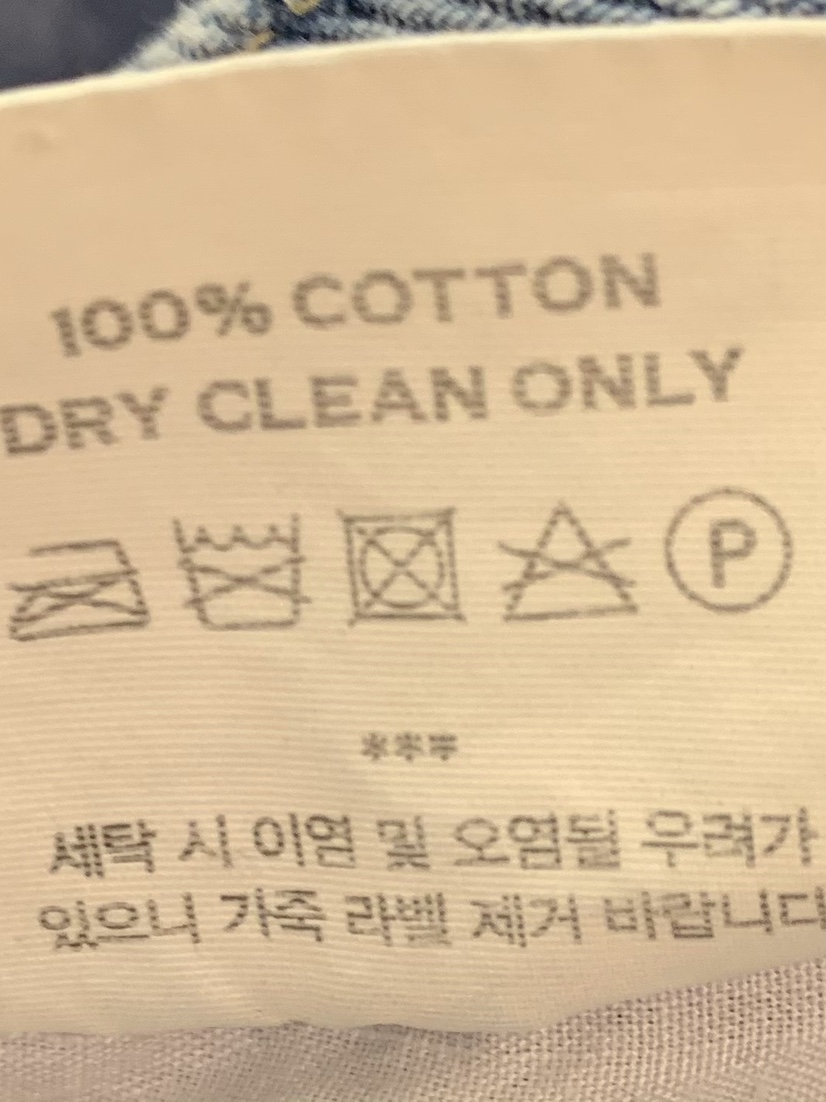 100% COTTON
DRY CLEAN ONLY
P
***
세탁 시 이염 및 오염될 우려가
있으니 가죽 라벨 제거 바랍니다